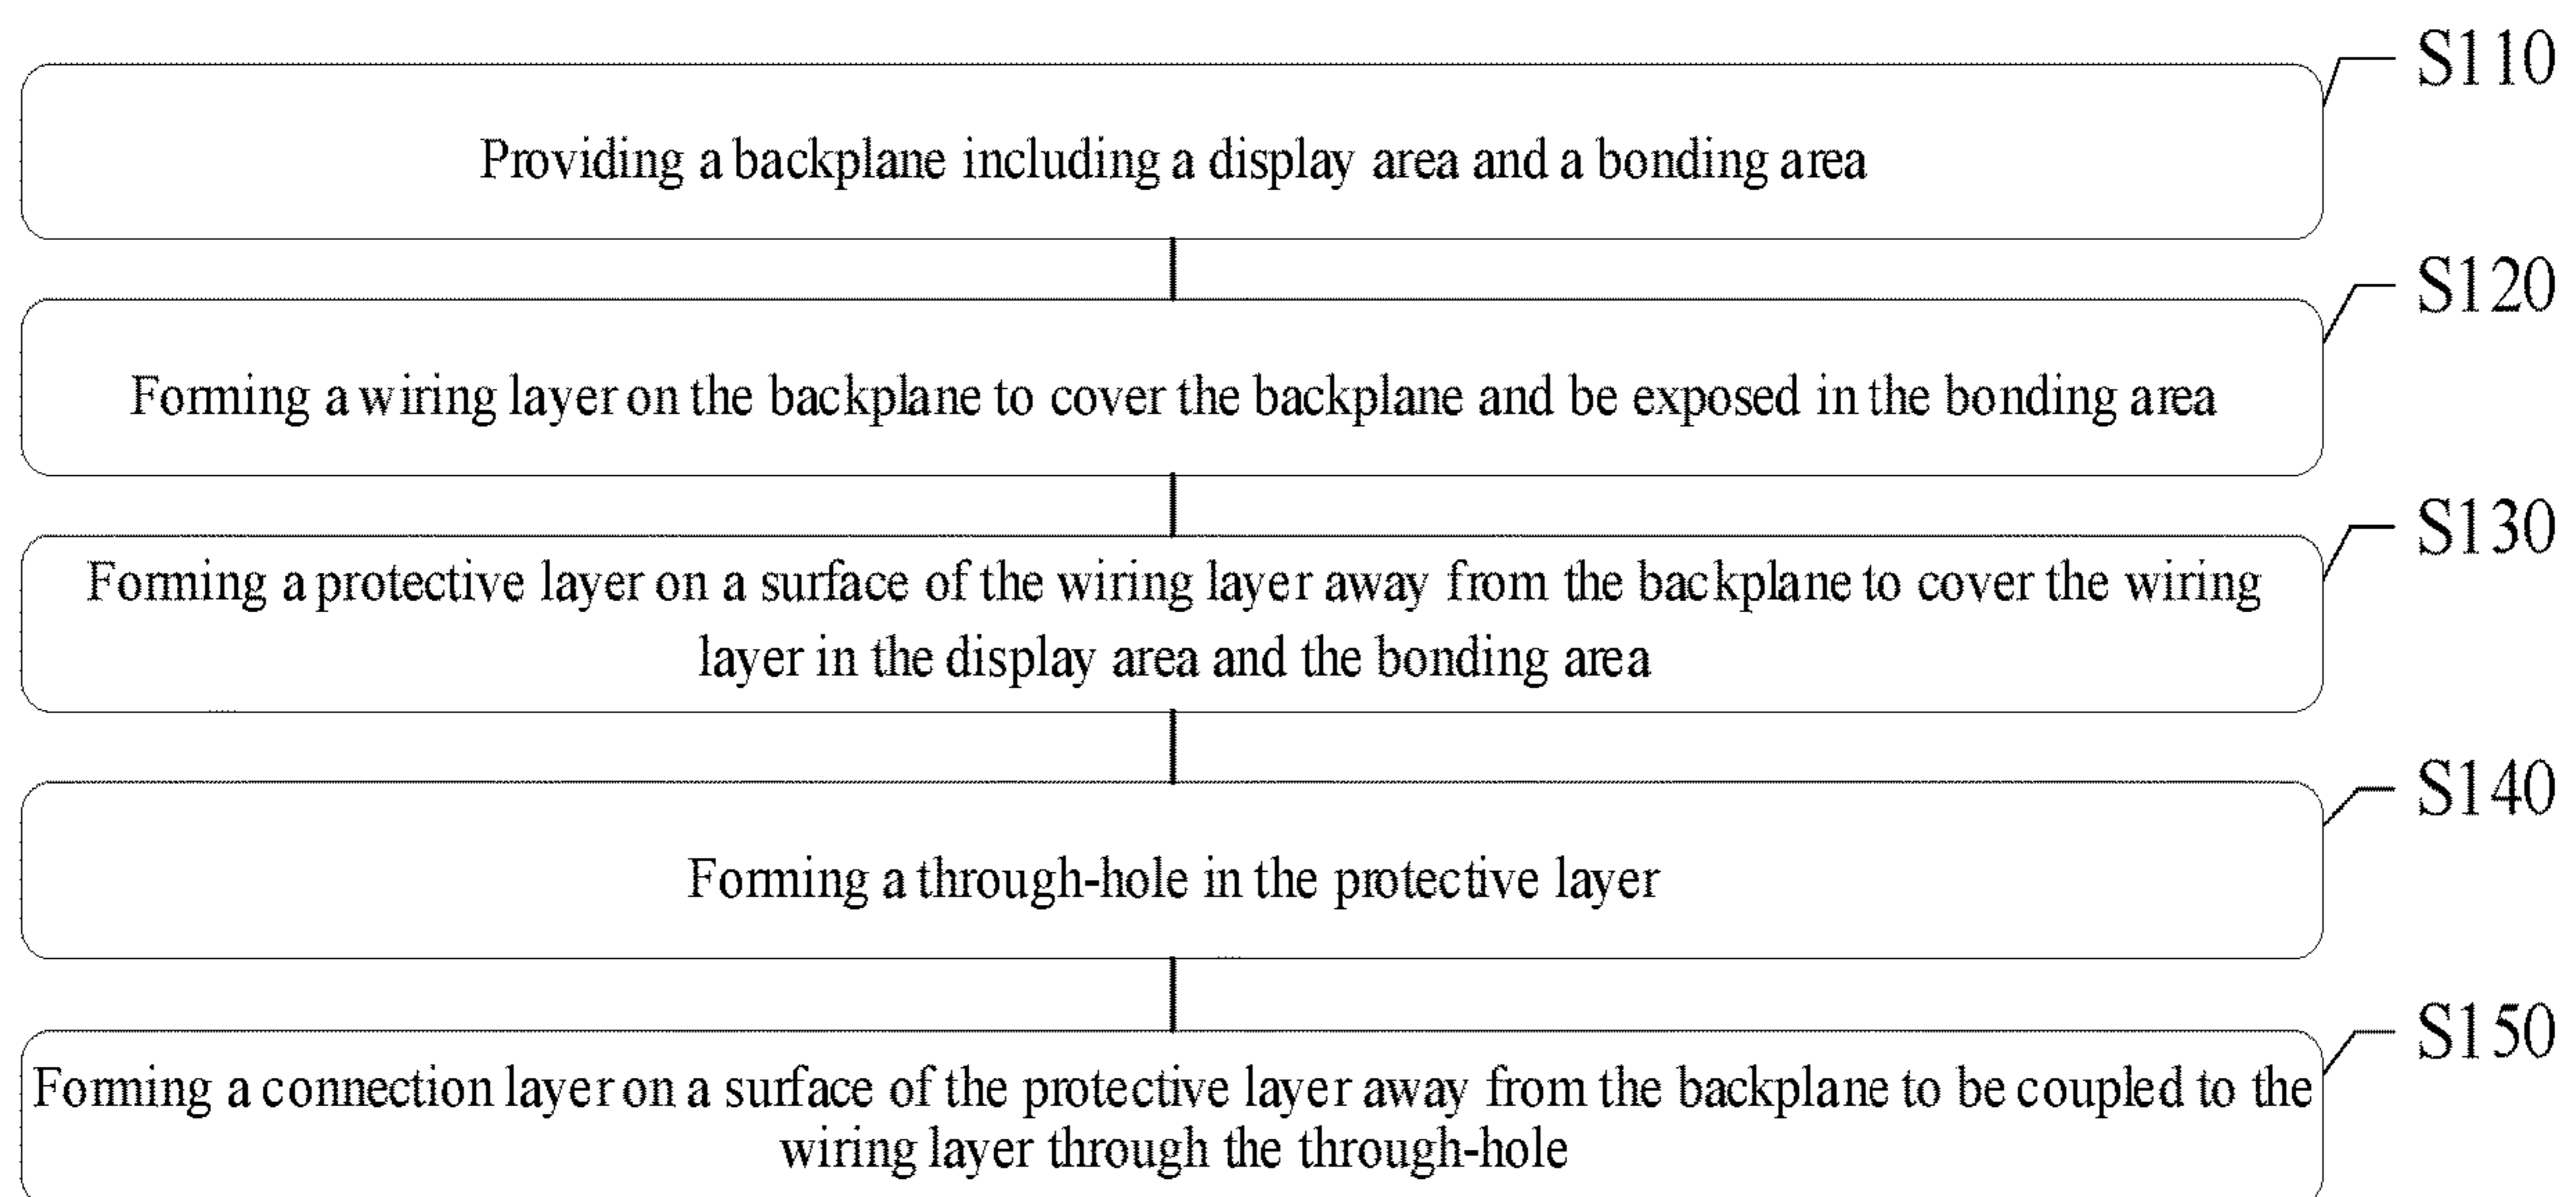 S110
Providing a backplane including a display area and a bonding area
S120
Forming a wiring layer on the backplane to cover the backplane and be exposed in the bonding area
S130
Forming a protective layer on a surface of the wiring layer away from the backplane to cover the wiring
layer in the display area and the bonding area
S140
Forming a through-hole in the protective layer
S150
Forming a connection layer on a surface of the protective layer away from the backplane to be coupled to the
wiring layer through the through-hole